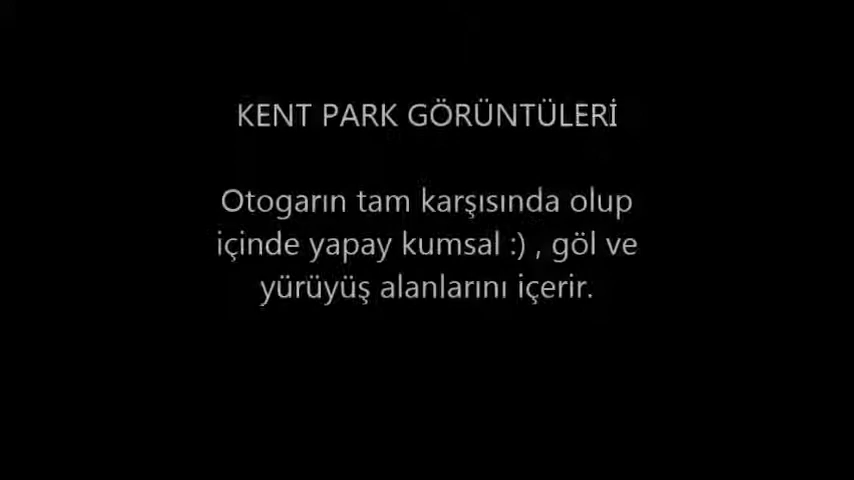 KENT PARK GÖRÜNTÜLERİ
Otogarın tam karşısında olup
içinde yapay kumsal :) , göl ve
yürüyüş alanlarını içerir.